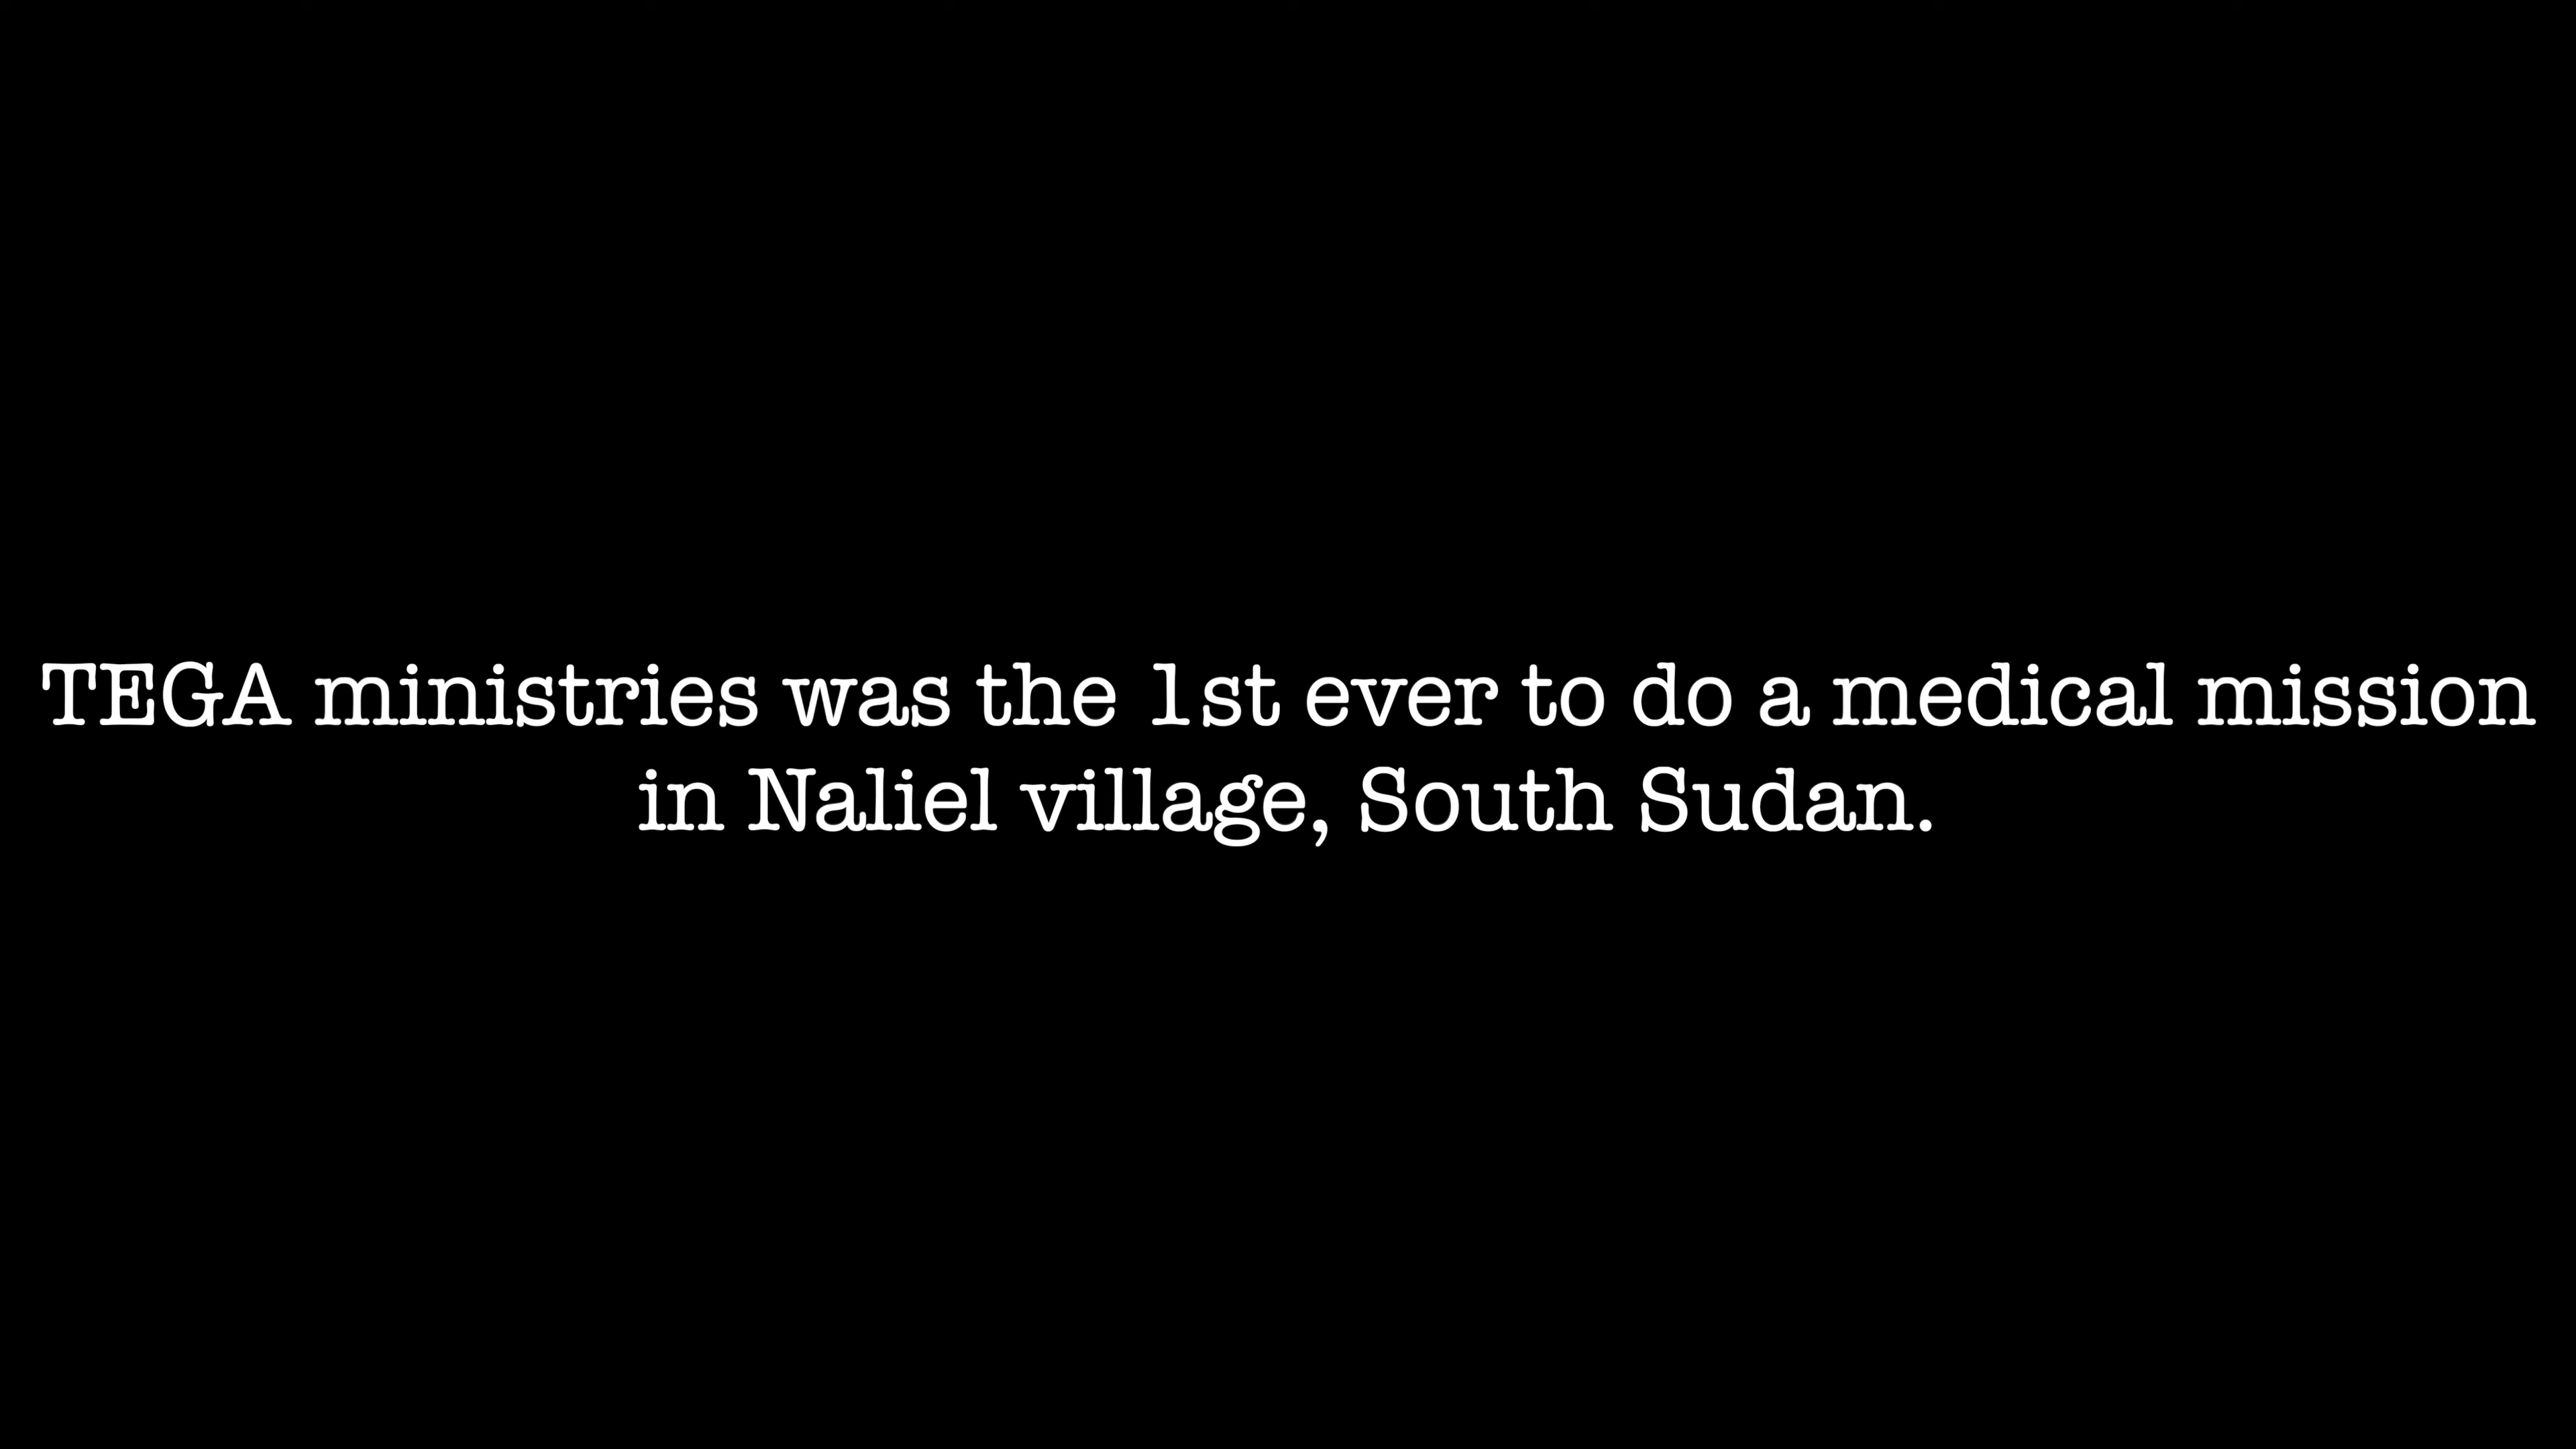 TEGA ministries was the 1st ever to do a medical mission
in Naliel village, South Sudan.